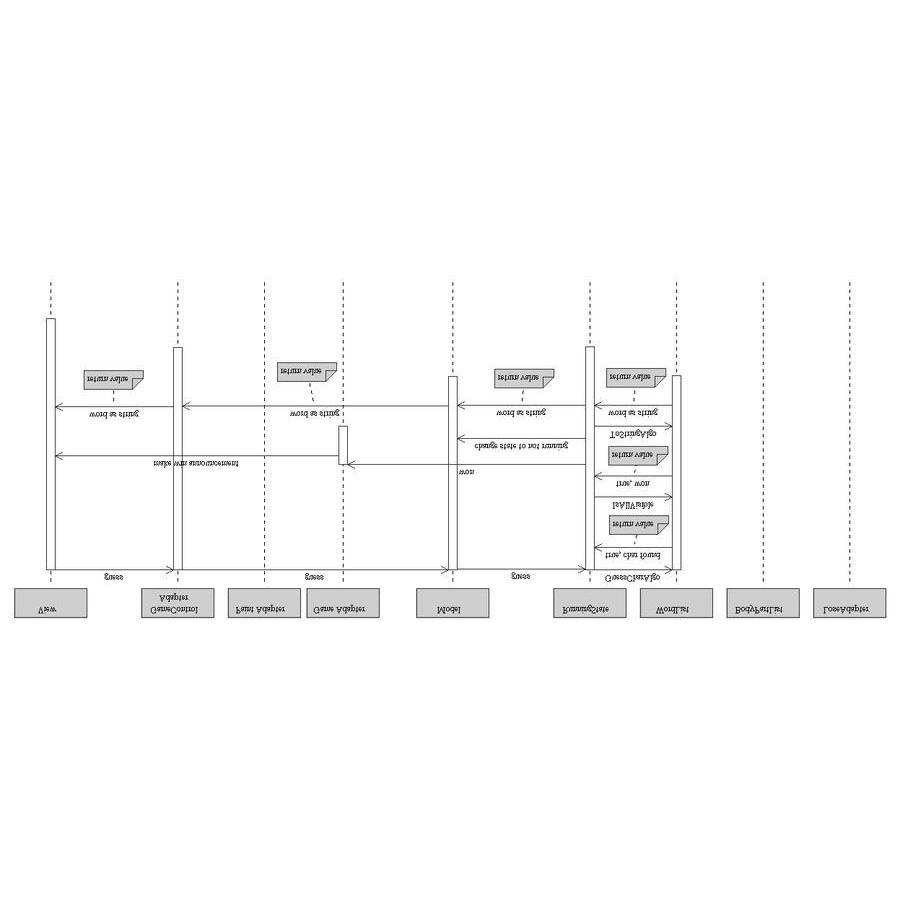 View
GameControl
Adapter
Paint Adapter
Game Adapter
Model
RunningState
WordList
BodyPartList
LoseAdapter
guess
guess
guess
GuessCharAlgo
true, char found
return value
IsAllVisible
true, won
return value
won
make win announcement
change state to not running
ToStringAlgo
word as string
word as string
word as string
word as string
return value
return value
return value
return value